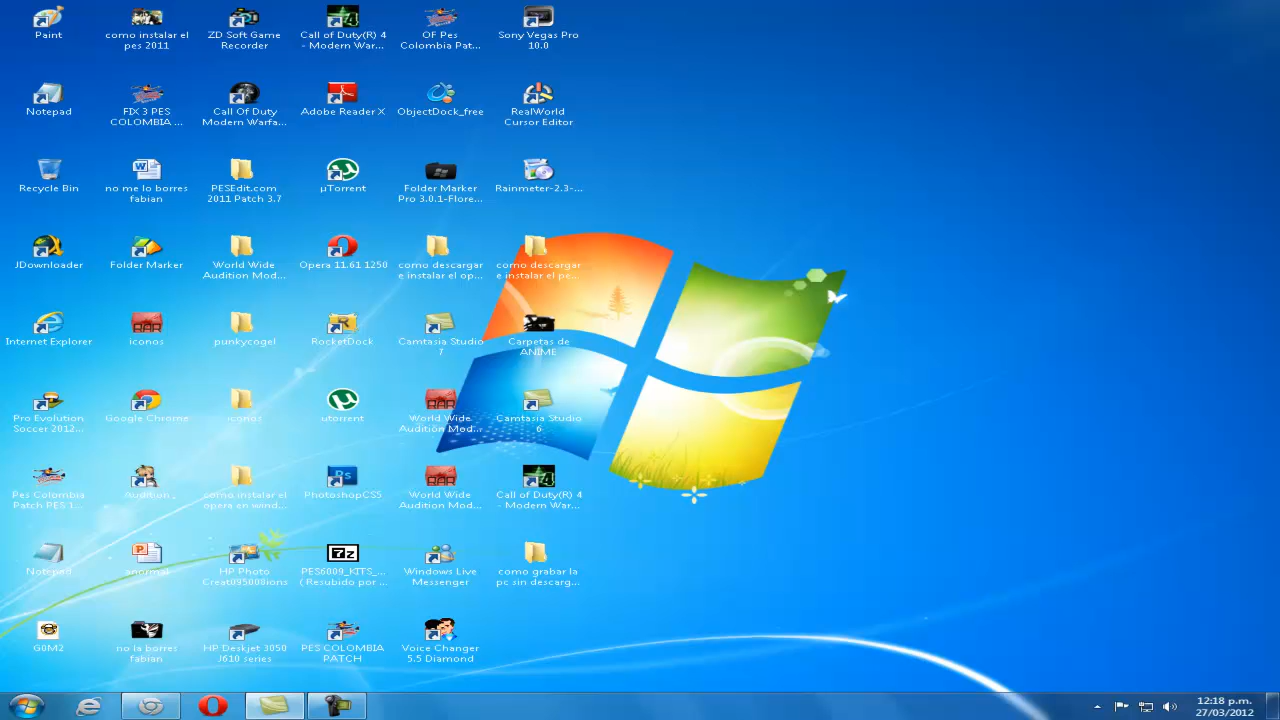 Paint
como instalar el
pes 2011
ZD Soft Game
Recorder
Call of Duty(R) 4
- Modern War...
OF Pes
Colombia Pat...
Sony Vegas Pro
10.0
Notepad
FIX 3 PES
COLOMBIA ...
Call Of Duty
Modern Warfa...
Adobe Reader X
ObjectDock_free
RealWorld
Cursor Editor
Recycle Bin
no me lo borres
fabian
PESEdit.com
2011 Patch 3.7
µTorrent
Folder Marker
Pro 3.0.1-Flore...
Rainmeter-2.3-...
JDownloader
Folder Marker
World Wide
Audition Mod...
Opera 11.61 1250
como descargar
e instalar el op...
como descargar
e instalar el pe...
Internet Explorer
iconos
punkycogel
RocketDock
Camtasia Studio
7
Carpetas de
ANIME
Pro Evolution
Soccer 2012...
Google Chrome
iconos
utorrent
World Wide
Audition Mod...
Camtasia Studio
6
Pes Colombia
Patch PES 1...
Audition_
como instalar el
opera en wind...
PhotoshopCS5
World Wide
Audition Mod...
Call of Duty(R) 4
- Modern War...
Notepad
anormal
HP Photo
Creat095000ions
PES6009_KITS_...
( Resubido por ...
Windows Live
Messenger
como grabar la
pc sin descarg...
G0M2
no la borres
fabian
HP Deskjet 3050
J610 series
PES COLOMBIA
PATCH
Voice Changer
5.5 Diamond
12:18 p.m.
27/03/2012